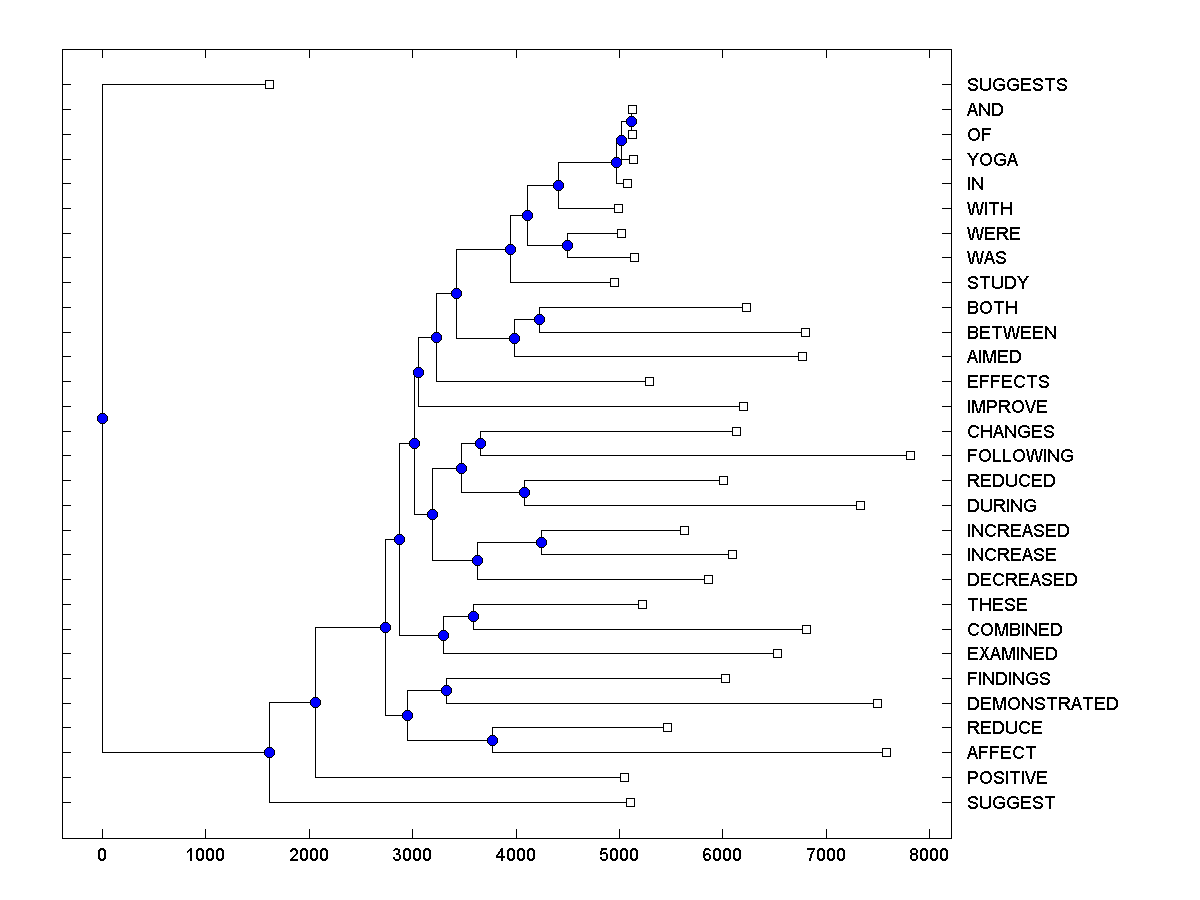 SUGGESTS
AND
OF
YOGA
IN
WITH
WERE
WAS
STUDY
BOTH
BETWEEN
AIMED
EFFECTS
IMPROVE
CHANGES
FOLLOWING
REDUCED
DURING
INCREASED
INCREASE
DECREASED
THESE
COMBINED
EXAMINED
FINDINGS
DEMONSTRATED
REDUCE
AFFECT
POSITIVE
SUGGEST
0 1000 2000 3000 4000 5000 6000 7000 8000